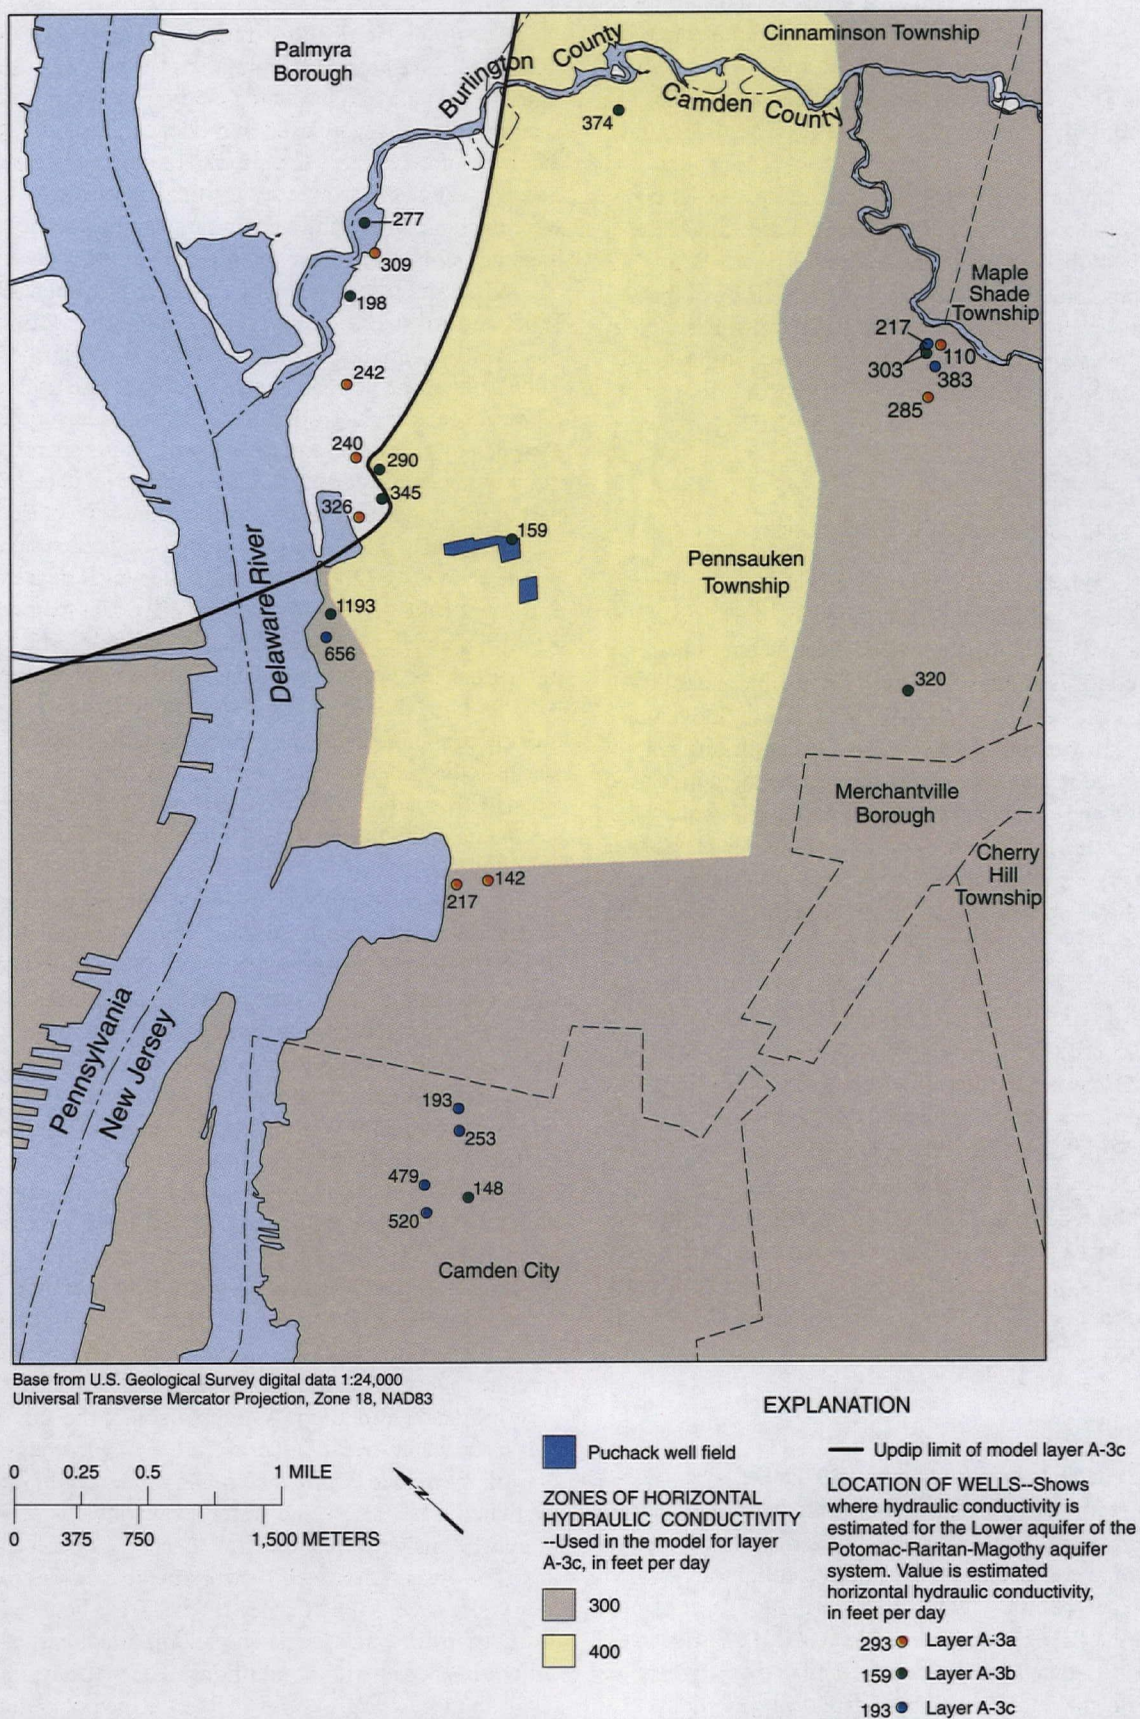 Palmyra
Borough
Burlington County
Cinnaminson Township
Camden County
374
277
309
198
Maple
Shade
Township
217
110
303
383
285
242
240
290
345
326
159
Pennsauken
Township
Delaware River
1193
656
320
Merchantville
Borough
Cherry
Hill
Township
142
217
Pennsylvania
New Jersey
193
253
479
148
520
Camden City
Base from U.S. Geological Survey digital data 1:24,000
Universal Transverse Mercator Projection, Zone 18, NAD83
0 0.25 0.5 1 MILE
0 375 750 1,500 METERS
N
EXPLANATION
Puchack well field
ZONES OF HORIZONTAL
HYDRAULIC CONDUCTIVITY
--Used in the model for layer
A-3c, in feet per day
300
400
Updip limit of model layer A-3c
LOCATION OF WELLS--Shows
where hydraulic conductivity is
estimated for the Lower aquifer of the
Potomac-Raritan-Magothy aquifer
system. Value is estimated
horizontal hydraulic conductivity,
in feet per day
293 Layer A-3a
159 Layer A-3b
193 Layer A-3c